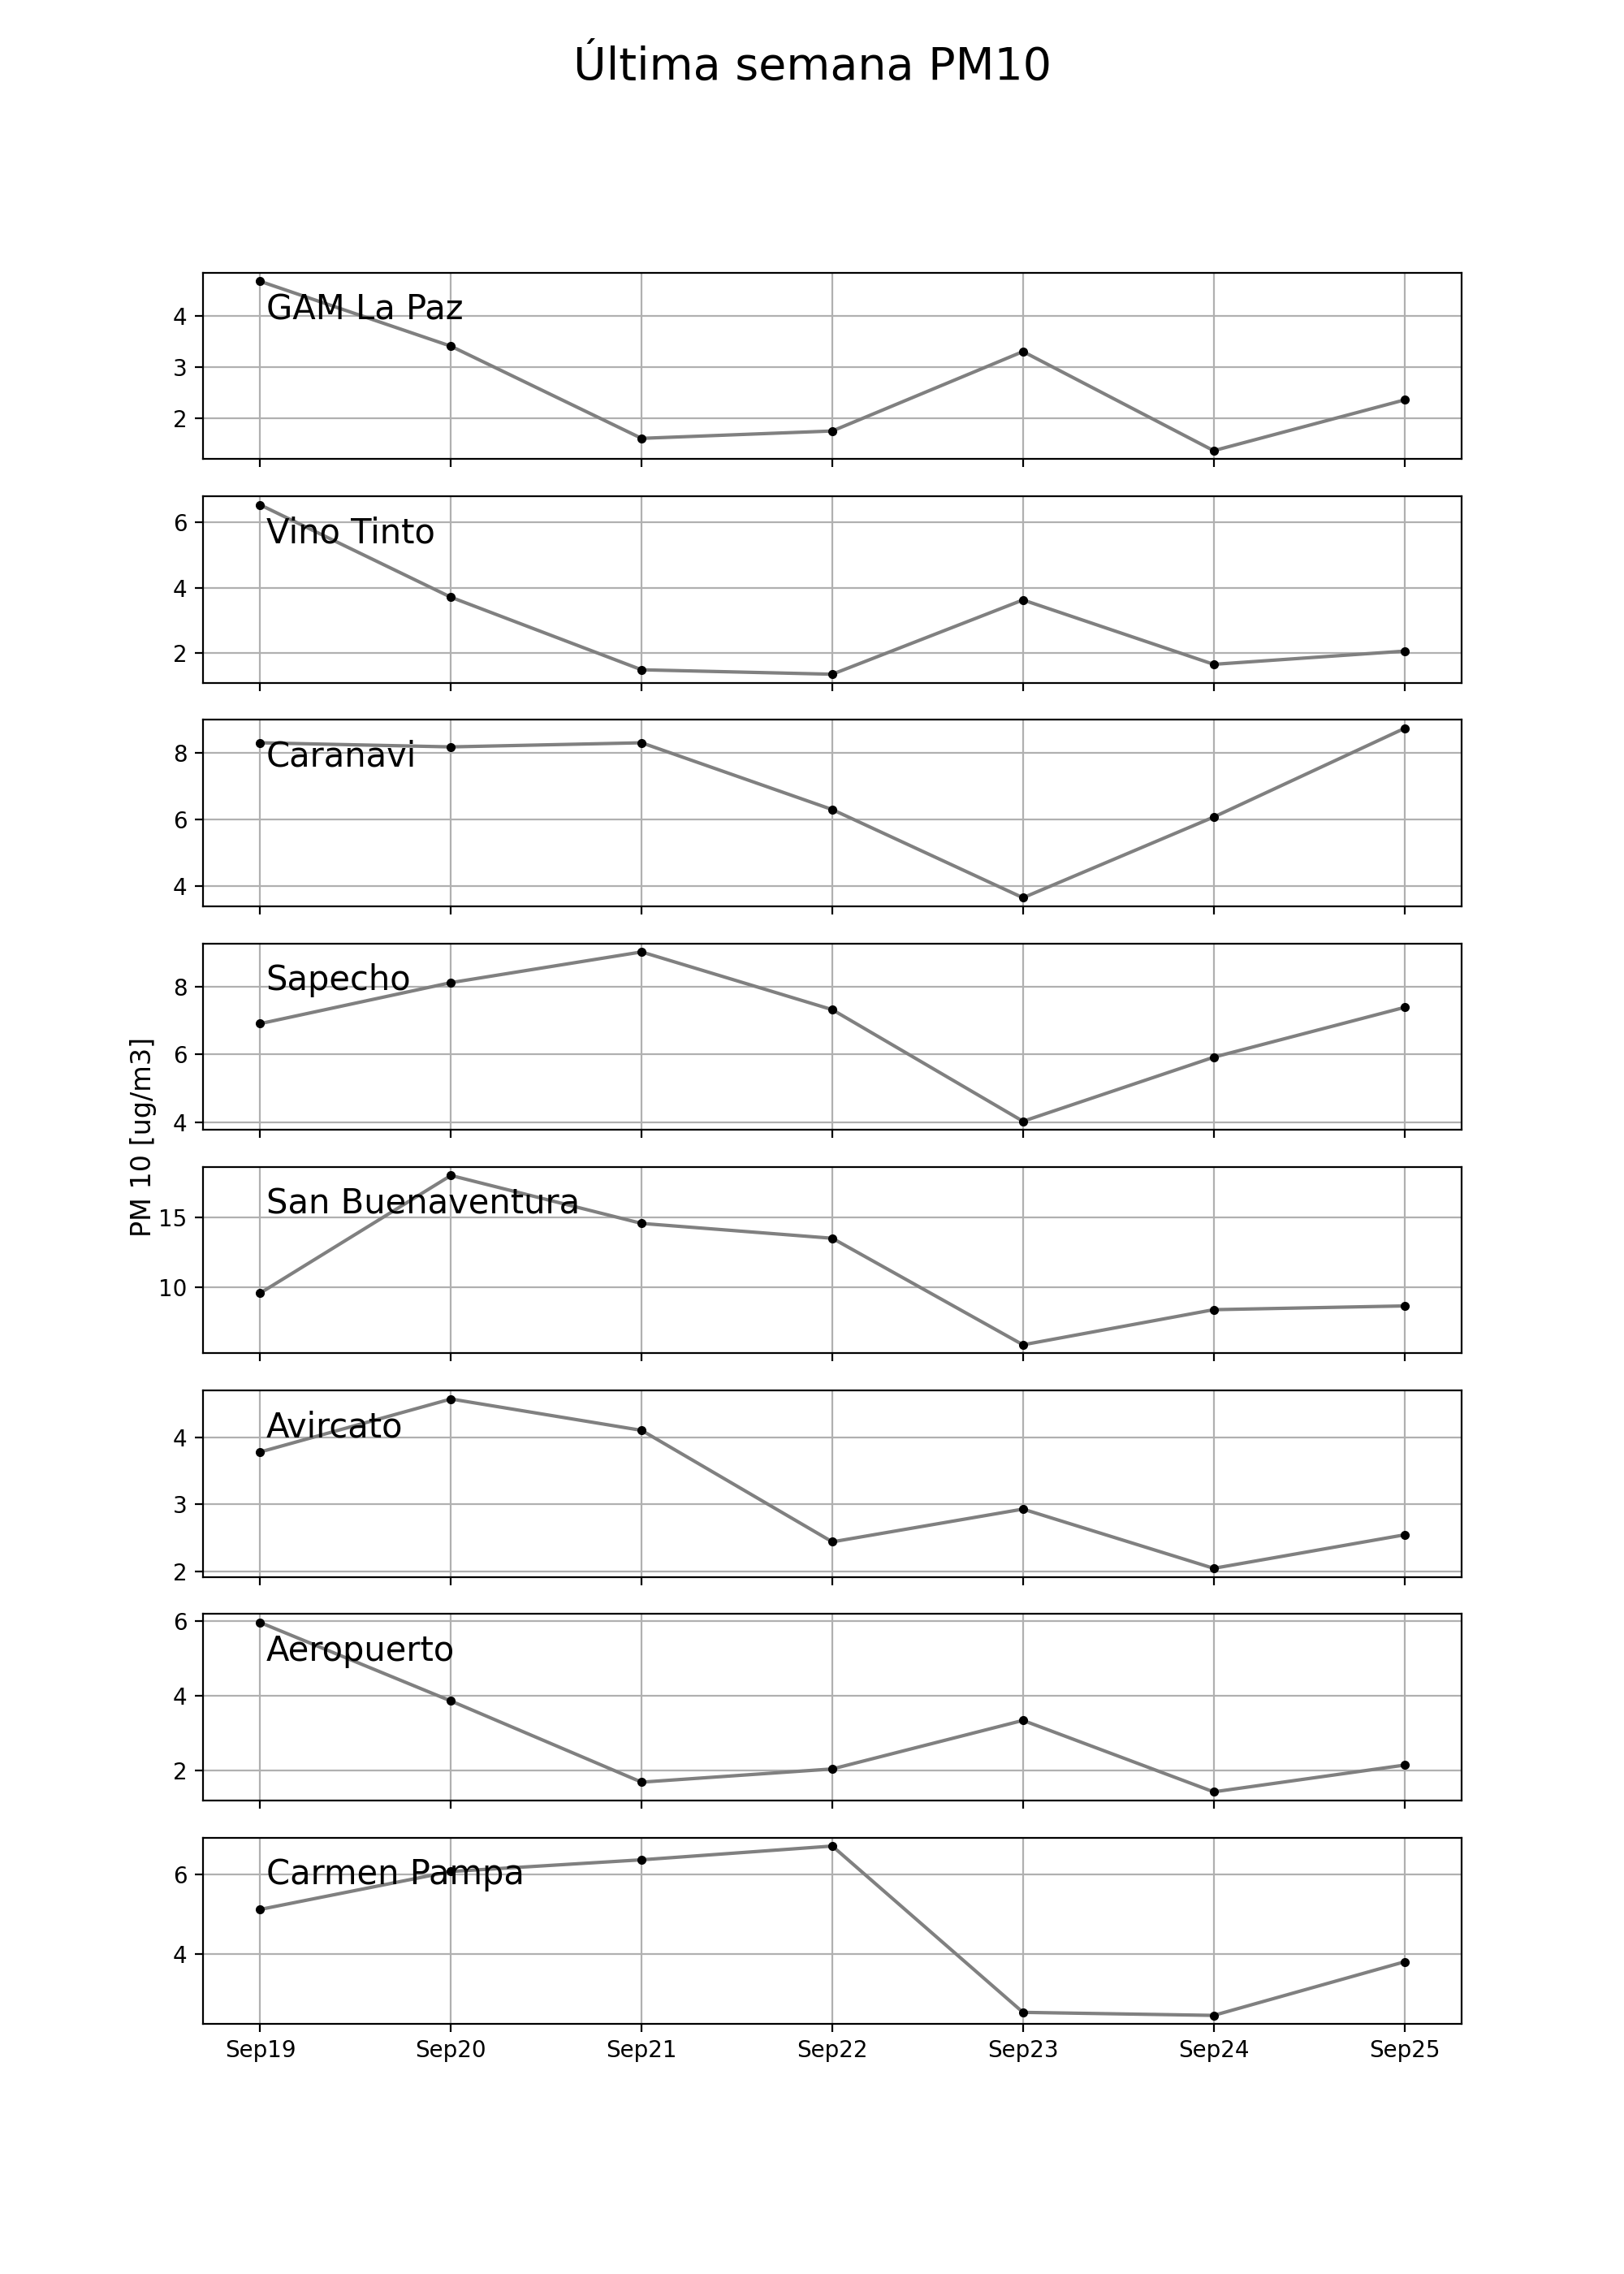 Última semana PM10
GAM La Paz
4
3
2
Vino Tinto
6
4
2
Caranavi
8
6
4
Sapecho
8
6
4
PM 10 [ug/m3]
San Buenaventura
15
10
Avircato
4
3
2
Aeropuerto
6
4
2
Carmen Pampa
6
4
Sep19 Sep20 Sep21 Sep22 Sep23 Sep24 Sep25